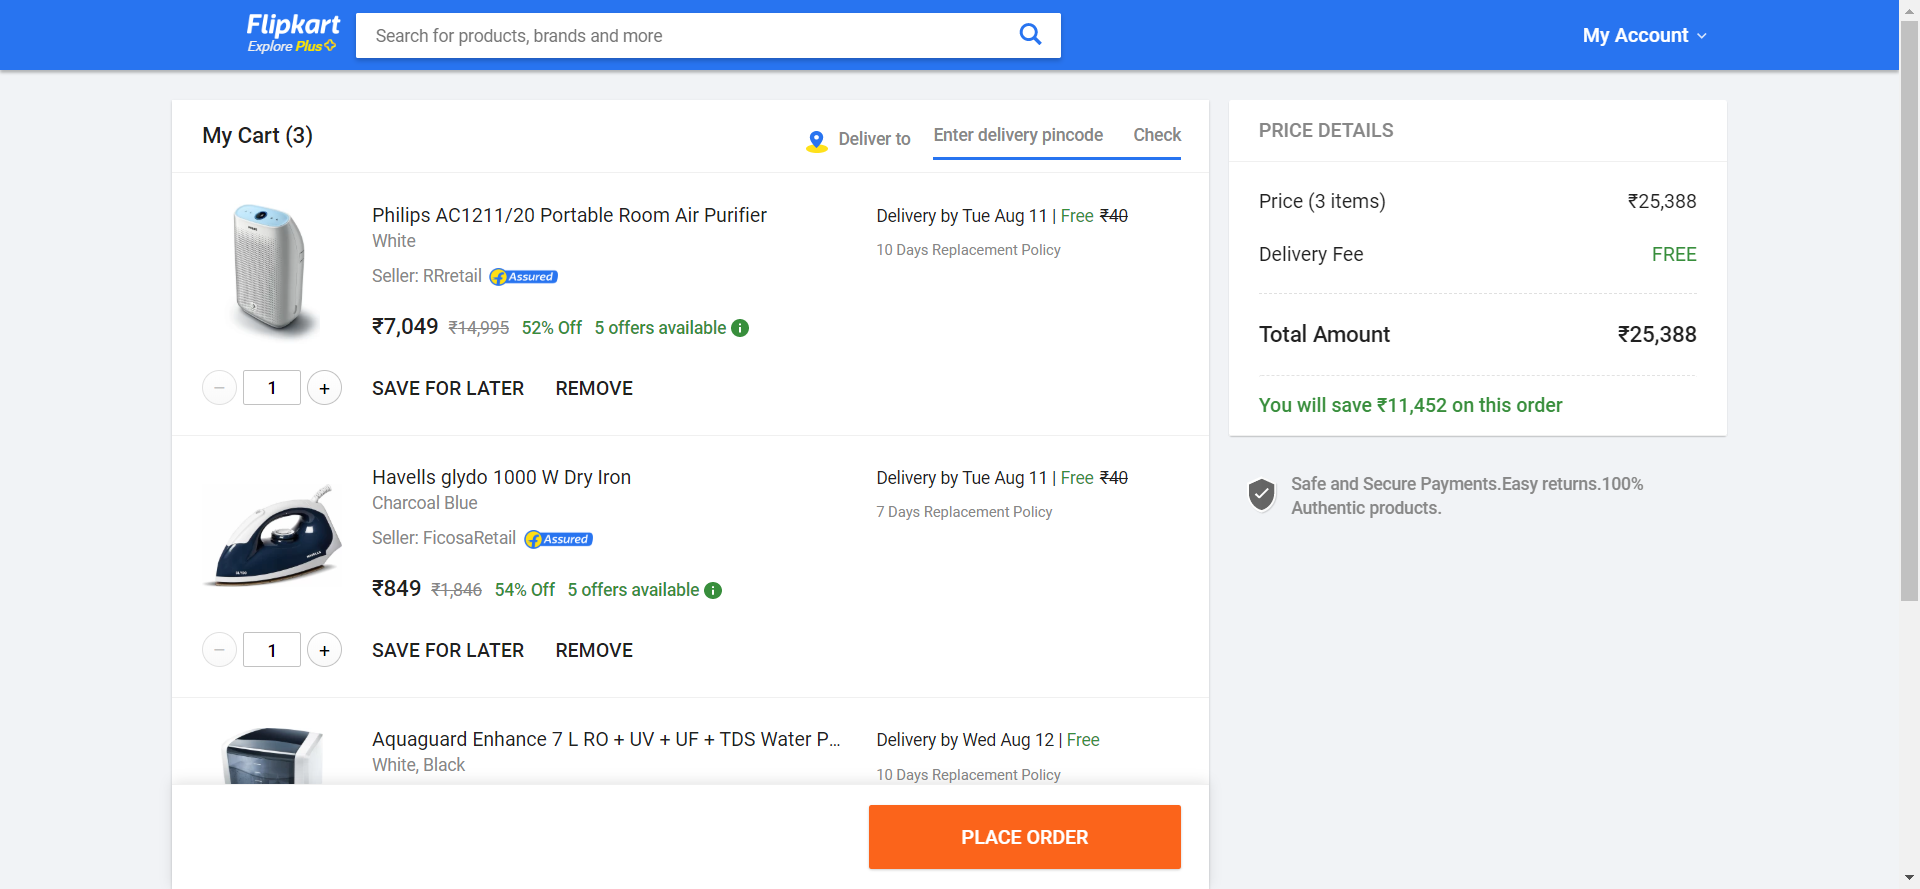 Flipkart
Explore Plus
Search for products, brands and more
My Account
My Cart (3)
Deliver to
Enter delivery pincode
Check
Philips AC1211/20 Portable Room Air Purifier
White
Seller: RRretail
Assured
₹7,049 ₹14,995 52% Off 5 offers available
Delivery by Tue Aug 11 | Free ₹40
10 Days Replacement Policy
1
SAVE FOR LATER
REMOVE
Havells glydo 1000 W Dry Iron
Charcoal Blue
Seller: FicosaRetail
Assured
₹849 ₹1,846 54% Off 5 offers available
Delivery by Tue Aug 11 | Free ₹40
7 Days Replacement Policy
1
SAVE FOR LATER
REMOVE
Aquaguard Enhance 7 L RO + UV + UF + TDS Water P...
White, Black
Delivery by Wed Aug 12 | Free
10 Days Replacement Policy
PLACE ORDER
PRICE DETAILS
Price (3 items) ₹25,388
Delivery Fee FREE
Total Amount ₹25,388
You will save ₹11,452 on this order
Safe and Secure Payments.Easy returns.100%
Authentic products.